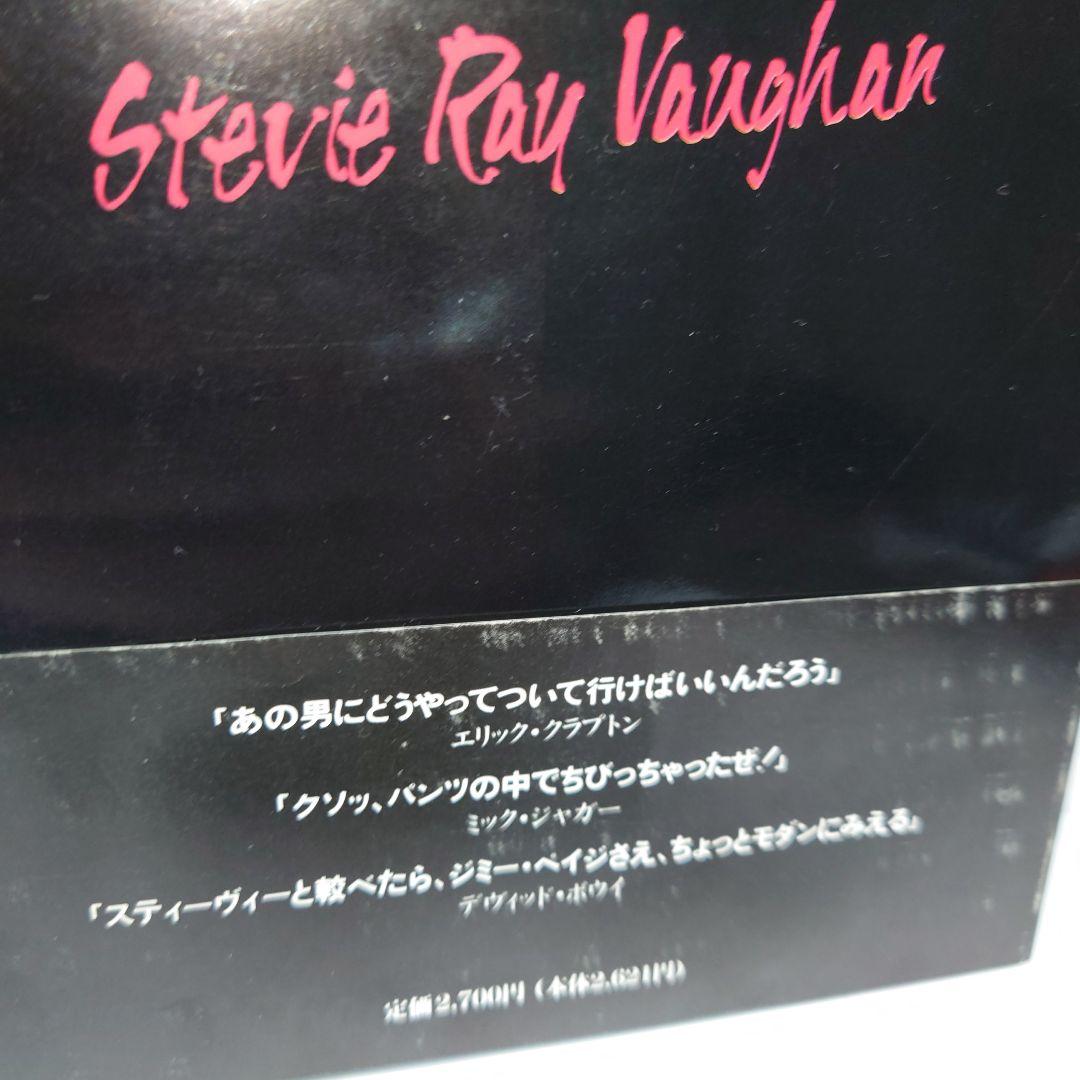 Stevie Ray Vaughan
「あの男にどうやってついて行けばいいんだろう」
エリック・クラプトン
「クソッ、パンツの中でちびっちゃったぜ!」
ミック・ジャガー
「スティーヴィーと較べたら、ジミー・ペイジさえ、ちょっとモダンにみえる」
デヴィッド・ボウイ
定価2,700円(本体2,621円)